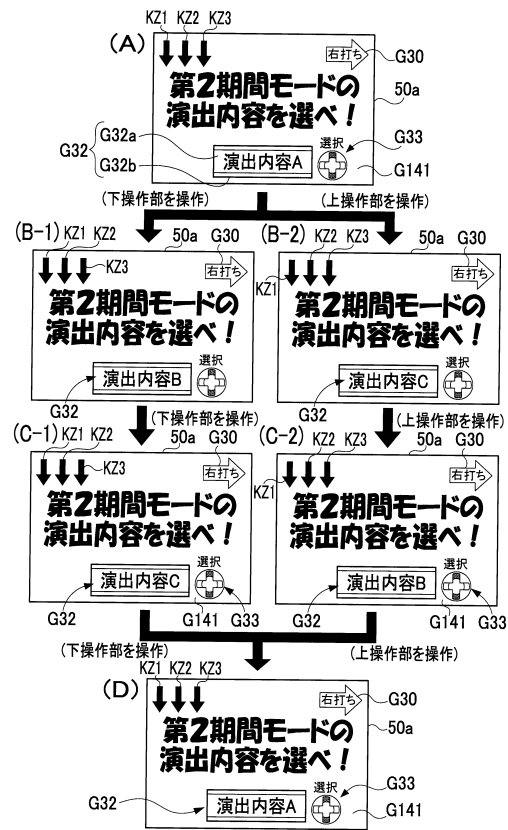 (A)
KZ1 KZ2 KZ3
右打ち G30
第2期間モードの
演出内容を選べ！
50a
G32 G32a G32b
演出内容A
選択
G33
G141
(下操作部を操作) (上操作部を操作)
(B-1) KZ1 KZ2 KZ3
50a G30
右打ち
第2期間モードの
演出内容を選べ！
演出内容B
選択
G32
(B-2) KZ1 KZ2 KZ3
50a G30
右打ち
第2期間モードの
演出内容を選べ！
演出内容C
選択
G32
(下操作部を操作) (上操作部を操作)
(C-1) KZ1 KZ2 KZ3
50a G30
右打ち
第2期間モードの
演出内容を選べ！
演出内容C
選択
G32 G141 G33
(C-2) KZ1 KZ2 KZ3
50a G30
右打ち
第2期間モードの
演出内容を選べ！
演出内容B
選択
G32 G141 G33
(下操作部を操作) (上操作部を操作)
(D)
KZ1 KZ2 KZ3
右打ち G30
第2期間モードの
演出内容を選べ！
50a
G32
演出内容A
選択
G33
G141